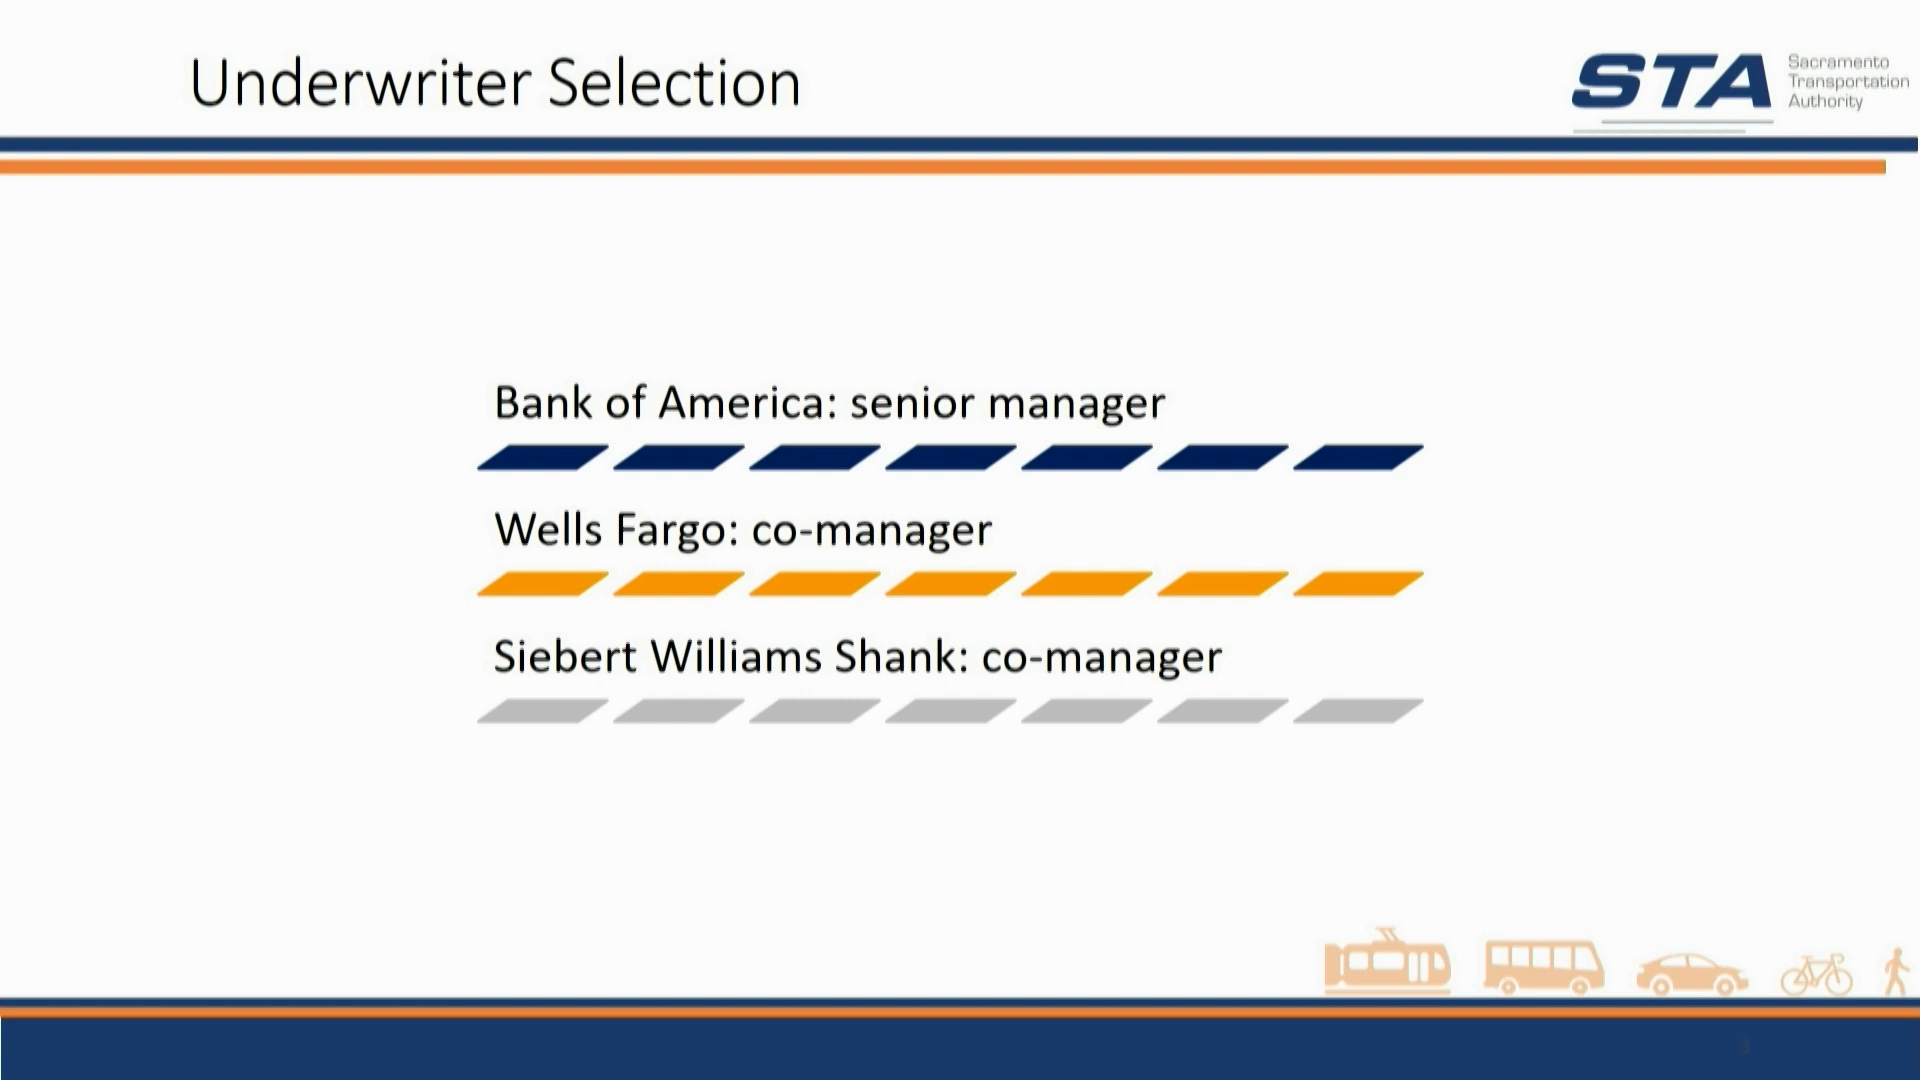 Underwriter Selection
STA
Sacramento
Transportation
Authority
Bank of America: senior manager
Wells Fargo: co-manager
Siebert Williams Shank: co-manager
3